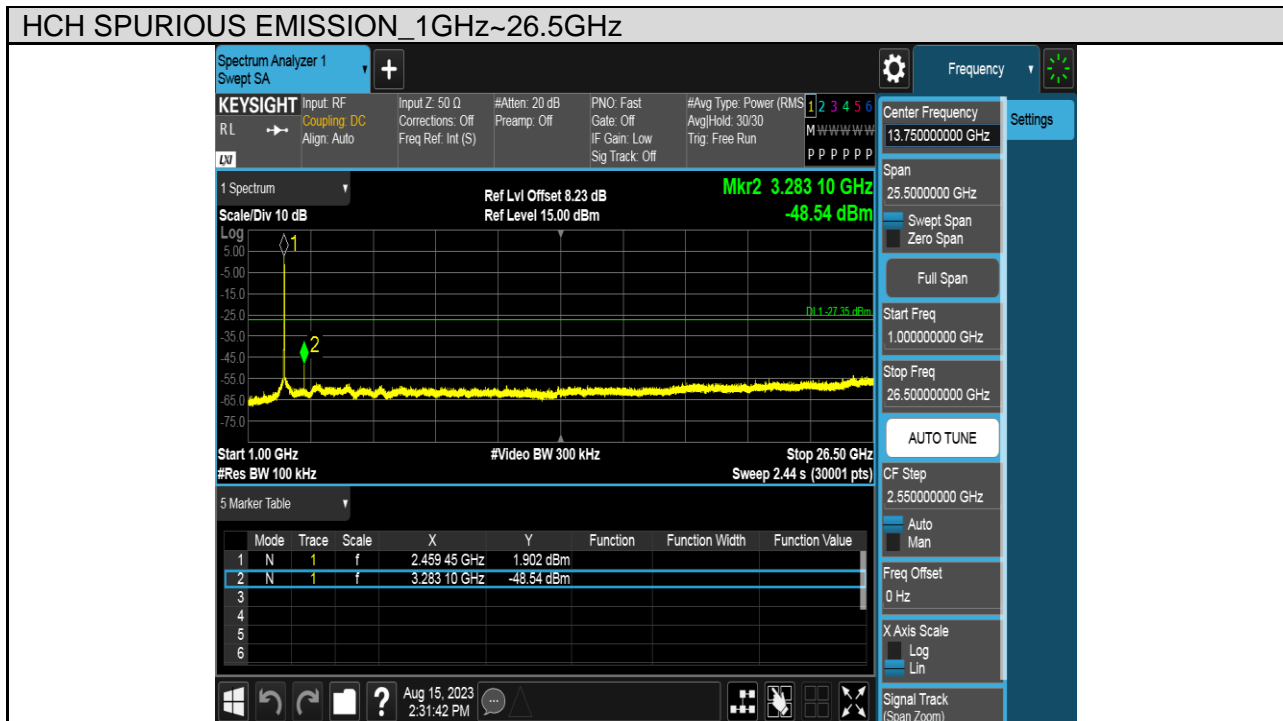 HCH SPURIOUS EMISSION_1GHz~26.5GHz
Spectrum Analyzer 1
Swept SA
+
Frequency
KEYSIGHT
RL
LXI
Input: RF
Coupling: DC
Align: Auto
Input Z: 50 Ω
Corrections: Off
Freq Ref: Int (S)
#Atten: 20 dB
Preamp: Off
PNO: Fast
Gate: Off
IF Gain: Low
Sig Track: Off
#Avg Type: Power (RMS
Avg|Hold: 30/30
Trig: Free Run
1 2 3 4 5 6
M W W W W W
P P P P P P
Center Frequency
13.750000000 GHz
Settings
Span
25.5000000 GHz
Swept Span
Zero Span
Full Span
Start Freq
1.000000000 GHz
Stop Freq
26.500000000 GHz
AUTO TUNE
CF Step
2.550000000 GHz
Auto
Man
Freq Offset
0 Hz
X Axis Scale
Log
Lin
Signal Track
(Span Zoom)
1 Spectrum
Scale/Div 10 dB
Ref Lvl Offset 8.23 dB
Ref Level 15.00 dBm
Mkr2 3.283 10 GHz
-48.54 dBm
Log
5.00
-5.00
-15.0
-25.0
-35.0
-45.0
-55.0
-65.0
-75.0
1
2
DL1 -27.35 dBm
Start 1.00 GHz
#Res BW 100 kHz
#Video BW 300 kHz
Stop 26.50 GHz
Sweep 2.44 s (30001 pts)
5 Marker Table
Mode Trace Scale X Y Function Function Width Function Value
1 N 1 f 2.459 45 GHz 1.902 dBm
2 N 1 f 3.283 10 GHz -48.54 dBm
3
4
5
6
?
Aug 15, 2023
2:31:42 PM